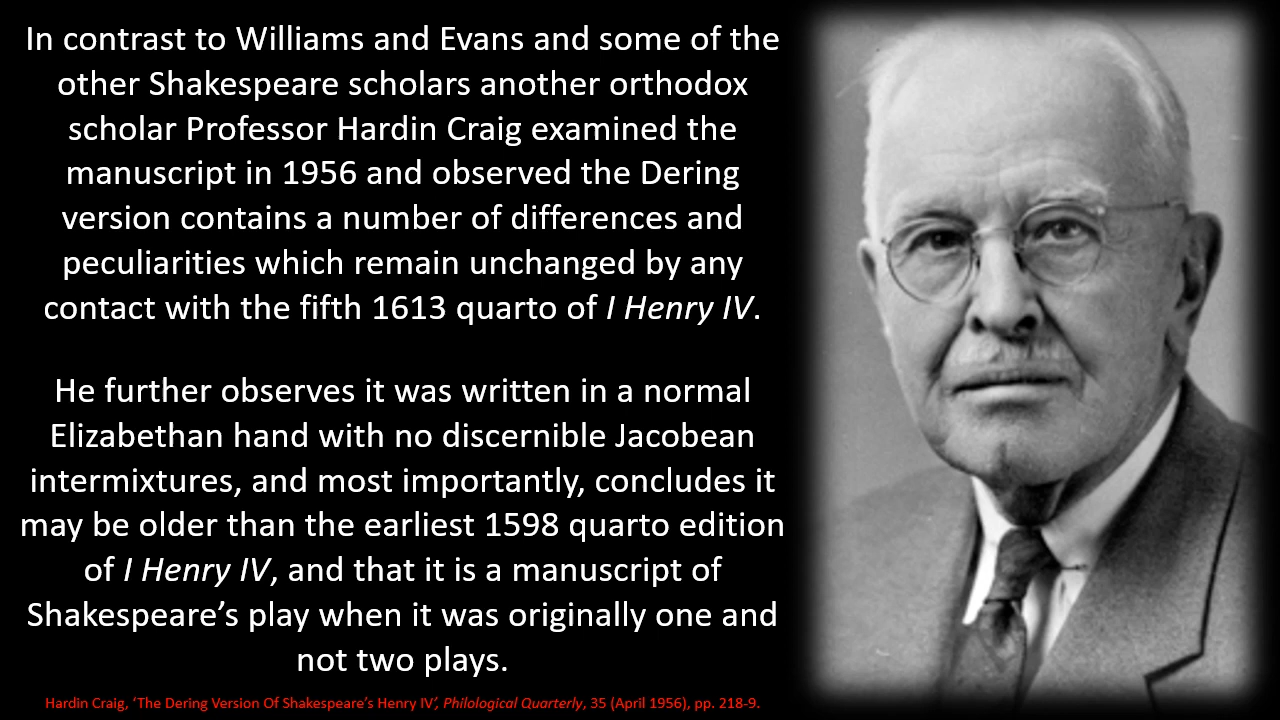 In contrast to Williams and Evans and some of the
other Shakespeare scholars another orthodox
scholar Professor Hardin Craig examined the
manuscript in 1956 and observed the Dering
version contains a number of differences and
peculiarities which remain unchanged by any
contact with the fifth 1613 quarto of I Henry IV.
He further observes it was written in a normal
Elizabethan hand with no discernible Jacobean
intermixtures, and most importantly, concludes it
may be older than the earliest 1598 quarto edition
of I Henry IV, and that it is a manuscript of
Shakespeare’s play when it was originally one and
not two plays.
Hardin Craig, ‘The Dering Version Of Shakespeare’s Henry IV’, Philological Quarterly, 35 (April 1956), pp. 218-9.